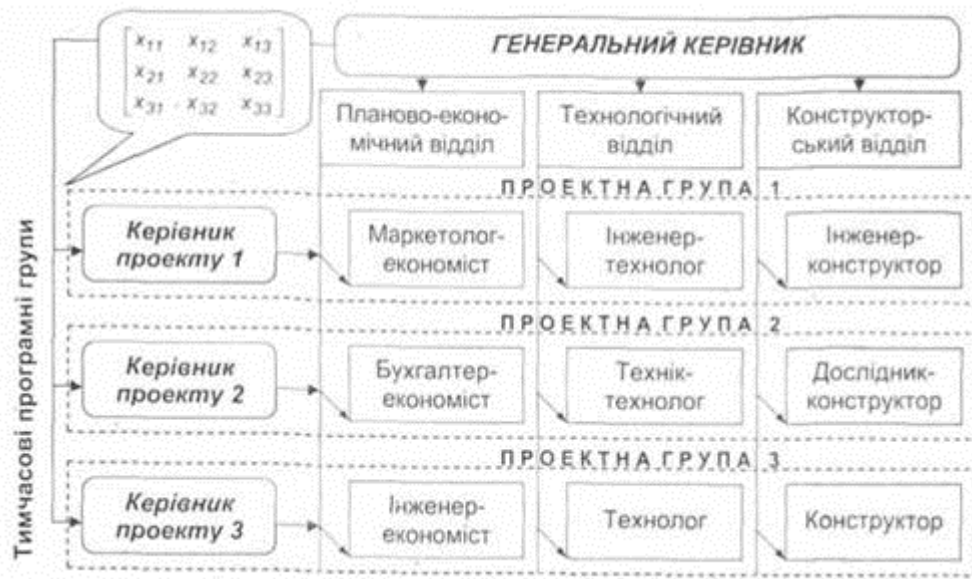 x11 x12 x13
x21 x22 x23
x31 x32 x33
ГЕНЕРАЛЬНИЙ КЕРІВНИК
Планово-еконо-
мічний відділ
Технологічний
відділ
Конструктор-
ський відділ
Тимчасові програмні групи
ПРОЕКТНА ГРУПА 1
Керівник
проекту 1
Маркетолог-
економіст
Інженер-
технолог
Інженер-
конструктор
ПРОЕКТНА ГРУПА 2
Керівник
проекту 2
Бухгалтер-
економіст
Технік-
технолог
Дослідник-
конструктор
ПРОЕКТНА ГРУПА 3
Керівник
проекту 3
Інженер-
економіст
Технолог
Конструктор